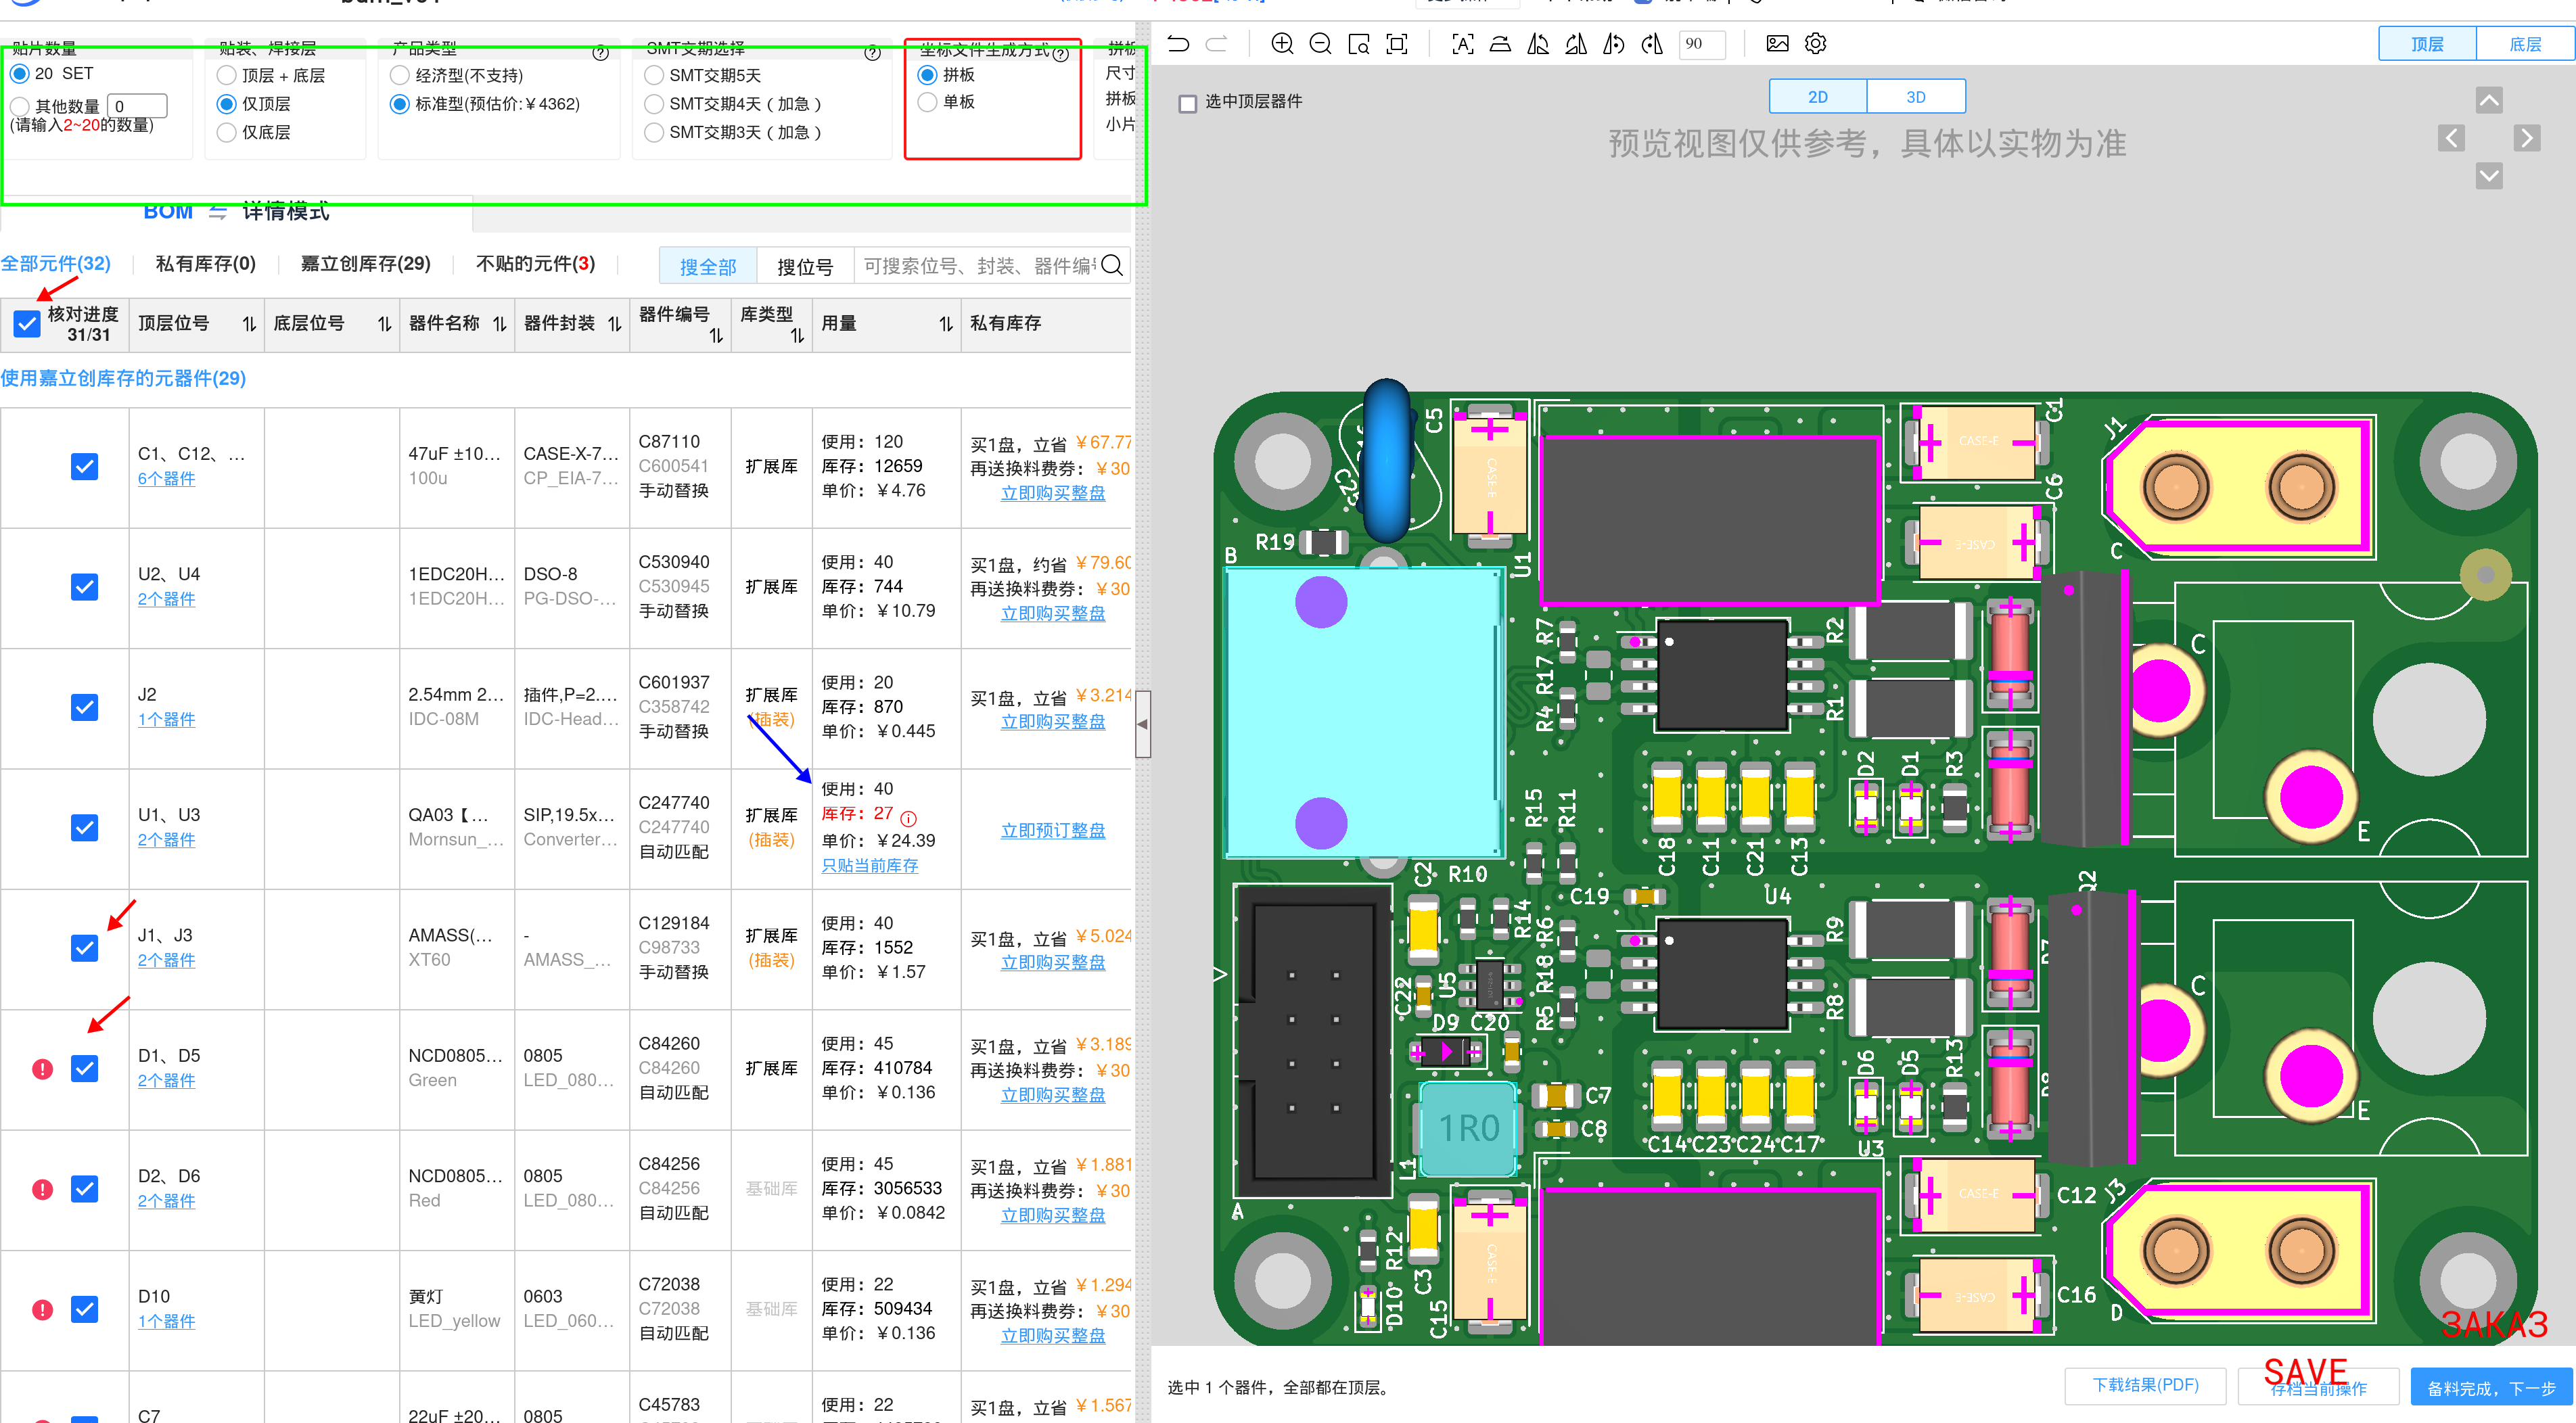 贴片数量
20 SET
其他数量 0
(请输入2~20的数量)
贴装、焊接层
顶层 + 底层
仅顶层
仅底层
产品类型
经济型(不支持)
标准型(预估价:￥4362)
SMT交期选择
SMT交期5天
SMT交期4天（加急）
SMT交期3天（加急）
坐标文件生成方式
拼板
单板
尺寸
拼板
小片
90
顶层 底层
选中顶层器件
2D 3D
预览视图仅供参考，具体以实物为准
BOM 详情模式
全部元件(32) 私有库存(0) 嘉立创库存(29) 不贴的元件(3) 搜全部 搜位号 可搜索位号、封装、器件编号
核对进度 31/31 顶层位号 底层位号 器件名称 器件封装 器件编号 库类型 用量 私有库存
使用嘉立创库存的元器件(29)
C1、C12、...
6个器件
47uF ±10...
100u
CASE-X-7...
CP_EIA-7...
C87110
C600541
手动替换
扩展库
使用：120
库存：12659
单价：￥4.76
买1盘，立省 ￥67.77
再送换料费券：￥30
立即购买整盘
U2、U4
2个器件
1EDC20H...
1EDC20H...
DSO-8
PG-DSO-...
C530940
C530945
手动替换
扩展库
使用：40
库存：744
单价：￥10.79
买1盘，约省 ￥79.60
再送换料费券：￥30
立即购买整盘
J2
1个器件
2.54mm 2...
IDC-08M
插件,P=2....
IDC-Head...
C601937
C358742
手动替换
扩展库
(插装)
使用：20
库存：870
单价：￥0.445
买1盘，立省 ￥3.214
立即购买整盘
U1、U3
2个器件
QA03【...
Mornsun_...
SIP,19.5x...
Converter...
C247740
C247740
自动匹配
扩展库
(插装)
使用：40
库存：27
单价：￥24.39
只贴当前库存
立即预订整盘
J1、J3
2个器件
AMASS(...
XT60
-
AMASS_...
C129184
C98733
手动替换
扩展库
(插装)
使用：40
库存：1552
单价：￥1.57
买1盘，立省 ￥5.024
立即购买整盘
D1、D5
2个器件
NCD0805...
Green
0805
LED_080...
C84260
C84260
自动匹配
扩展库
使用：45
库存：410784
单价：￥0.136
买1盘，立省 ￥3.189
再送换料费券：￥30
立即购买整盘
D2、D6
2个器件
NCD0805...
Red
0805
LED_080...
C84256
C84256
自动匹配
基础库
使用：45
库存：3056533
单价：￥0.0842
买1盘，立省 ￥1.881
再送换料费券：￥30
立即购买整盘
D10
1个器件
黄灯
LED_yellow
0603
LED_060...
C72038
C72038
自动匹配
基础库
使用：22
库存：509434
单价：￥0.136
买1盘，立省 ￥1.294
再送换料费券：￥30
立即购买整盘
C7
22uF ±20...
0805
C45783
使用：22
买1盘，立省 ￥1.567
C5
CASE-E
C1
CASE-E
J1
C6
CASE-E
C
R19
B
U1
R7
R2
R17
R4
R1
C
D2 D1 R3
R15 R11
E
C18 C11 C21 C13
C2 R10
C19
U4
Q2
R14 R6
R9
R18
U5
C22
R5
R8
C
D9 C20
D6 D5 R13
C7
1R0
C8
E
C14 C23 C24 C17
U3
L1
A
CASE-E
C12
J3
R12
C3
CASE-E
C16
CASE-E
D10 C15
D
ЗАКАЗ
选中 1 个器件，全部都在顶层。
下载结果(PDF)
SAVE
存档当前操作
备料完成，下一步